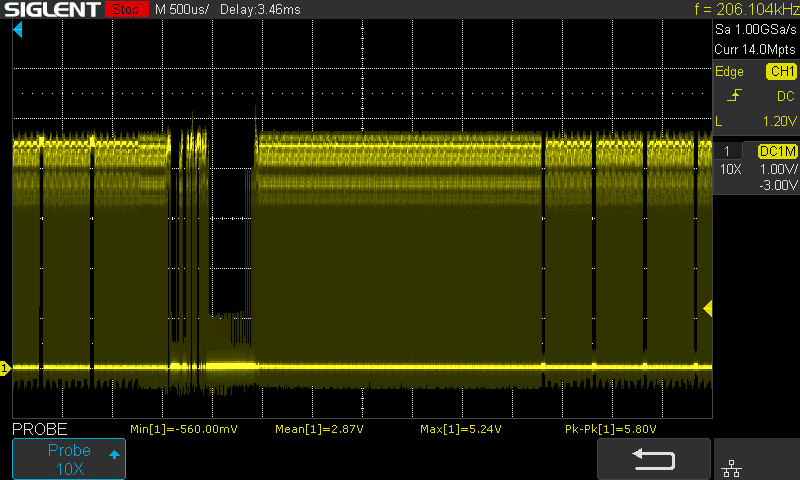 SIGLENT Stop M 500us/ Delay:3.46ms f = 206.104kHz
Sa 1.00GSa/s
Curr 14.0Mpts
Edge CH1
DC
L 1.20V
1 DC1M
10X 1.00V/
-3.00V
1
PROBE Min[1]=-560.00mV Mean[1]=2.87V Max[1]=5.24V Pk-Pk[1]=5.80V
Probe
10X